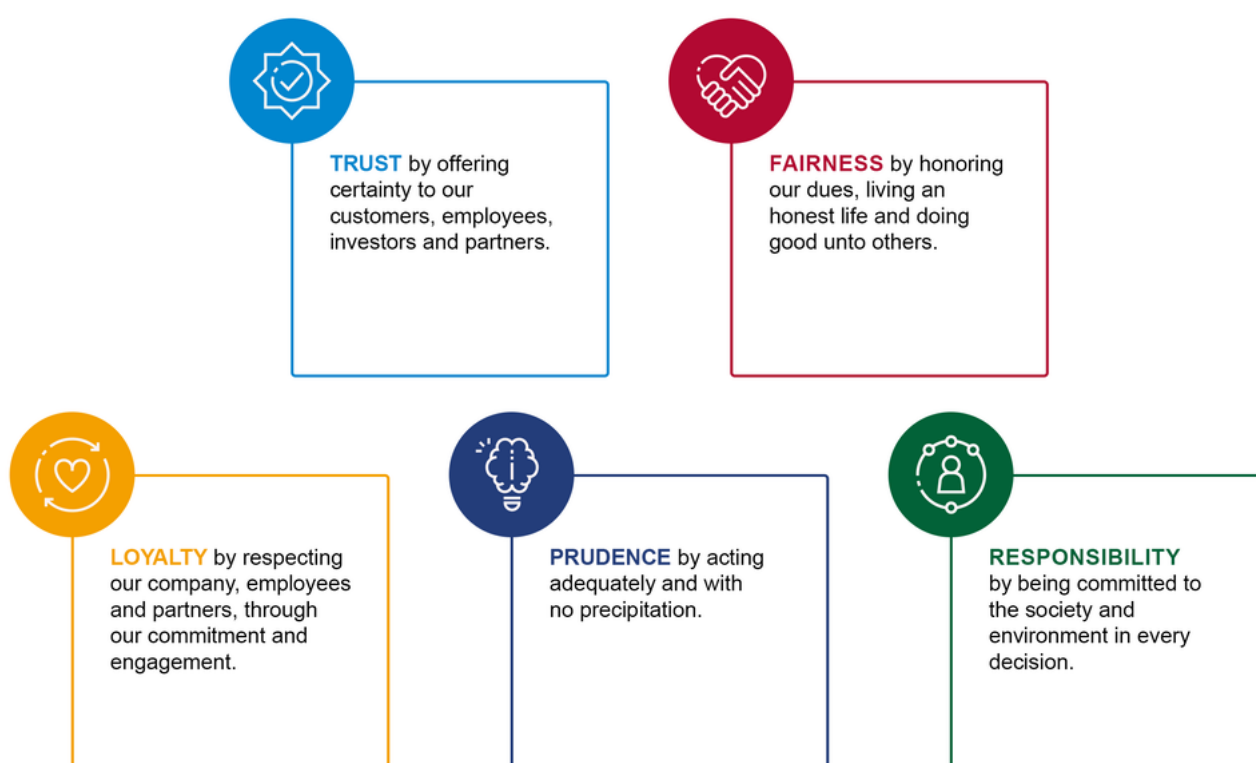 TRUST by offering
certainty to our
customers, employees,
investors and partners.
FAIRNESS by honoring
our dues, living an
honest life and doing
good unto others.
LOYALTY by respecting
our company, employees
and partners, through
our commitment and
engagement.
PRUDENCE by acting
adequately and with
no precipitation.
RESPONSIBILITY
by being committed to
the society and
environment in every
decision.